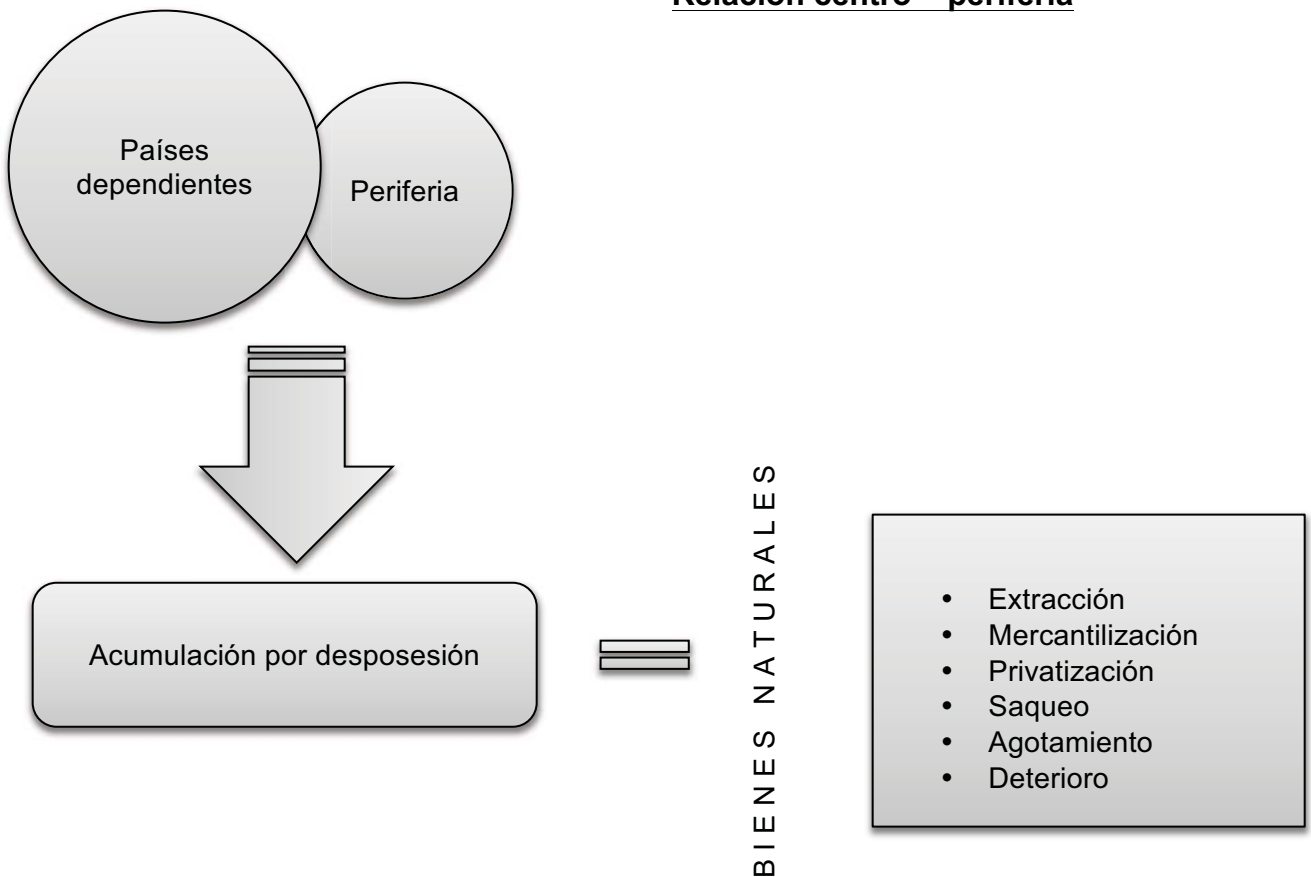 Relación centro – periferia
Países
dependientes
Periferia
Acumulación por desposesión
BIENES NATURALES
• Extracción
• Mercantilización
• Privatización
• Saqueo
• Agotamiento
• Deterioro